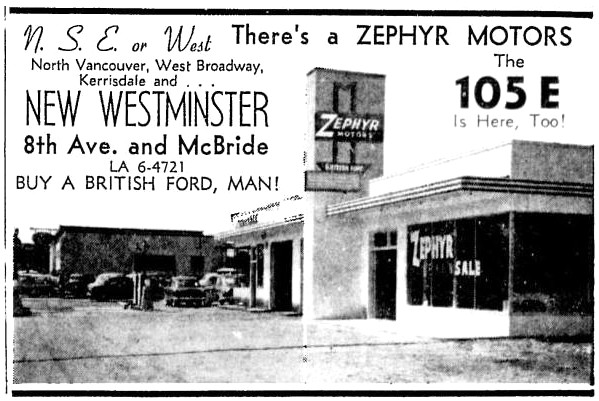 N. S. E. or West There's a ZEPHYR MOTORS
North Vancouver, West Broadway,
Kerrisdale and . . .
NEW WESTMINSTER
8th Ave. and McBride
LA 6-4721
BUY A BRITISH FORD, MAN!
The
105 E
Is Here, Too!
ZEPHYR
MOTORS
ZEPHYR
SALE